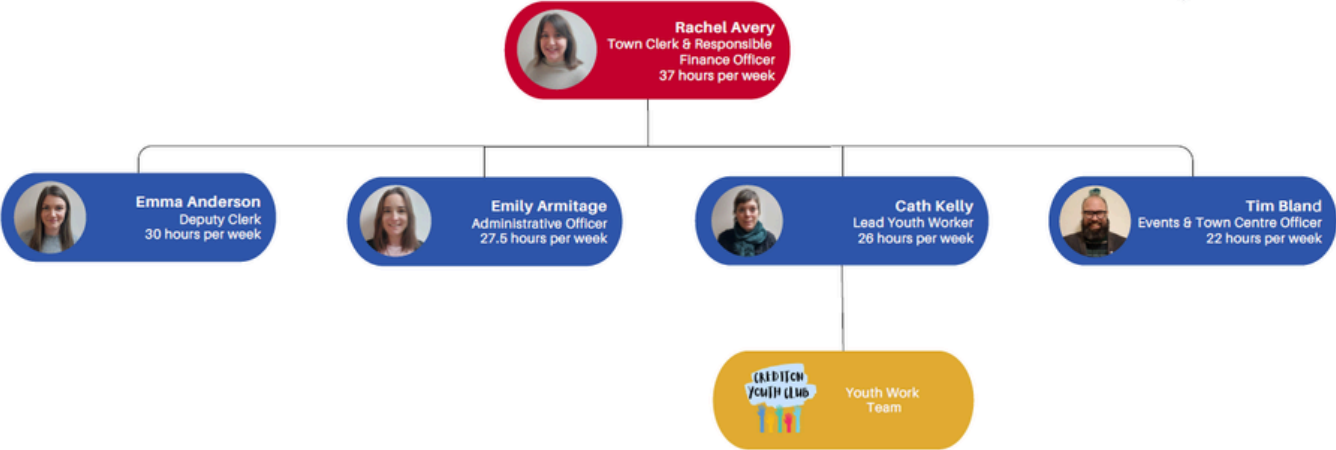 Rachel Avery
Town Clerk & Responsible
Finance Officer
37 hours per week
Emma Anderson
Deputy Clerk
30 hours per week
Emily Armitage
Administrative Officer
27.5 hours per week
Cath Kelly
Lead Youth Worker
26 hours per week
Tim Bland
Events & Town Centre Officer
22 hours per week
CREDITON
YOUTH CLUB
Youth Work
Team